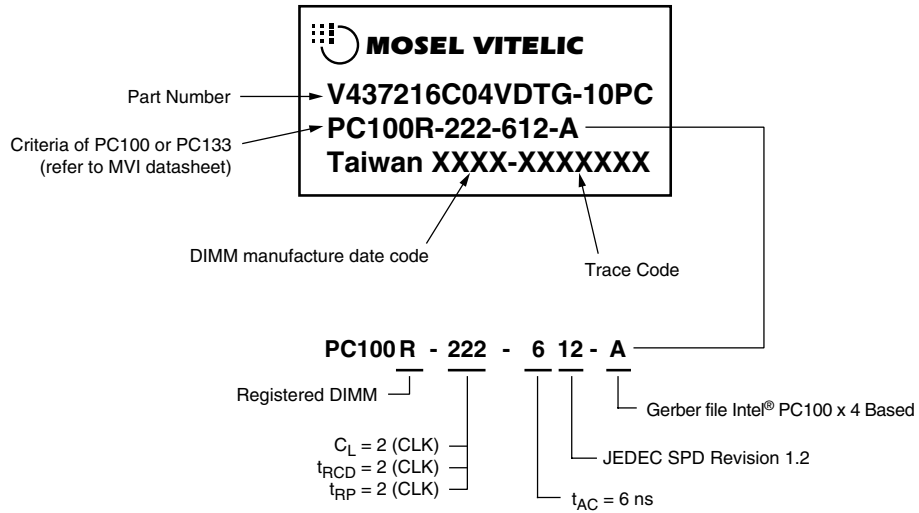 MOSEL VITELIC
Part Number
V437216C04VDTG-10PC
Criteria of PC100 or PC133
(refer to MVI datasheet)
PC100R-222-612-A
Taiwan XXXX-XXXXXXX
DIMM manufacture date code
Trace Code
PC100 R - 222 - 6 12 - A
Registered DIMM
Gerber file Intel® PC100 x 4 Based
CL = 2 (CLK)
tRCD = 2 (CLK)
tRP = 2 (CLK)
JEDEC SPD Revision 1.2
tAC = 6 ns